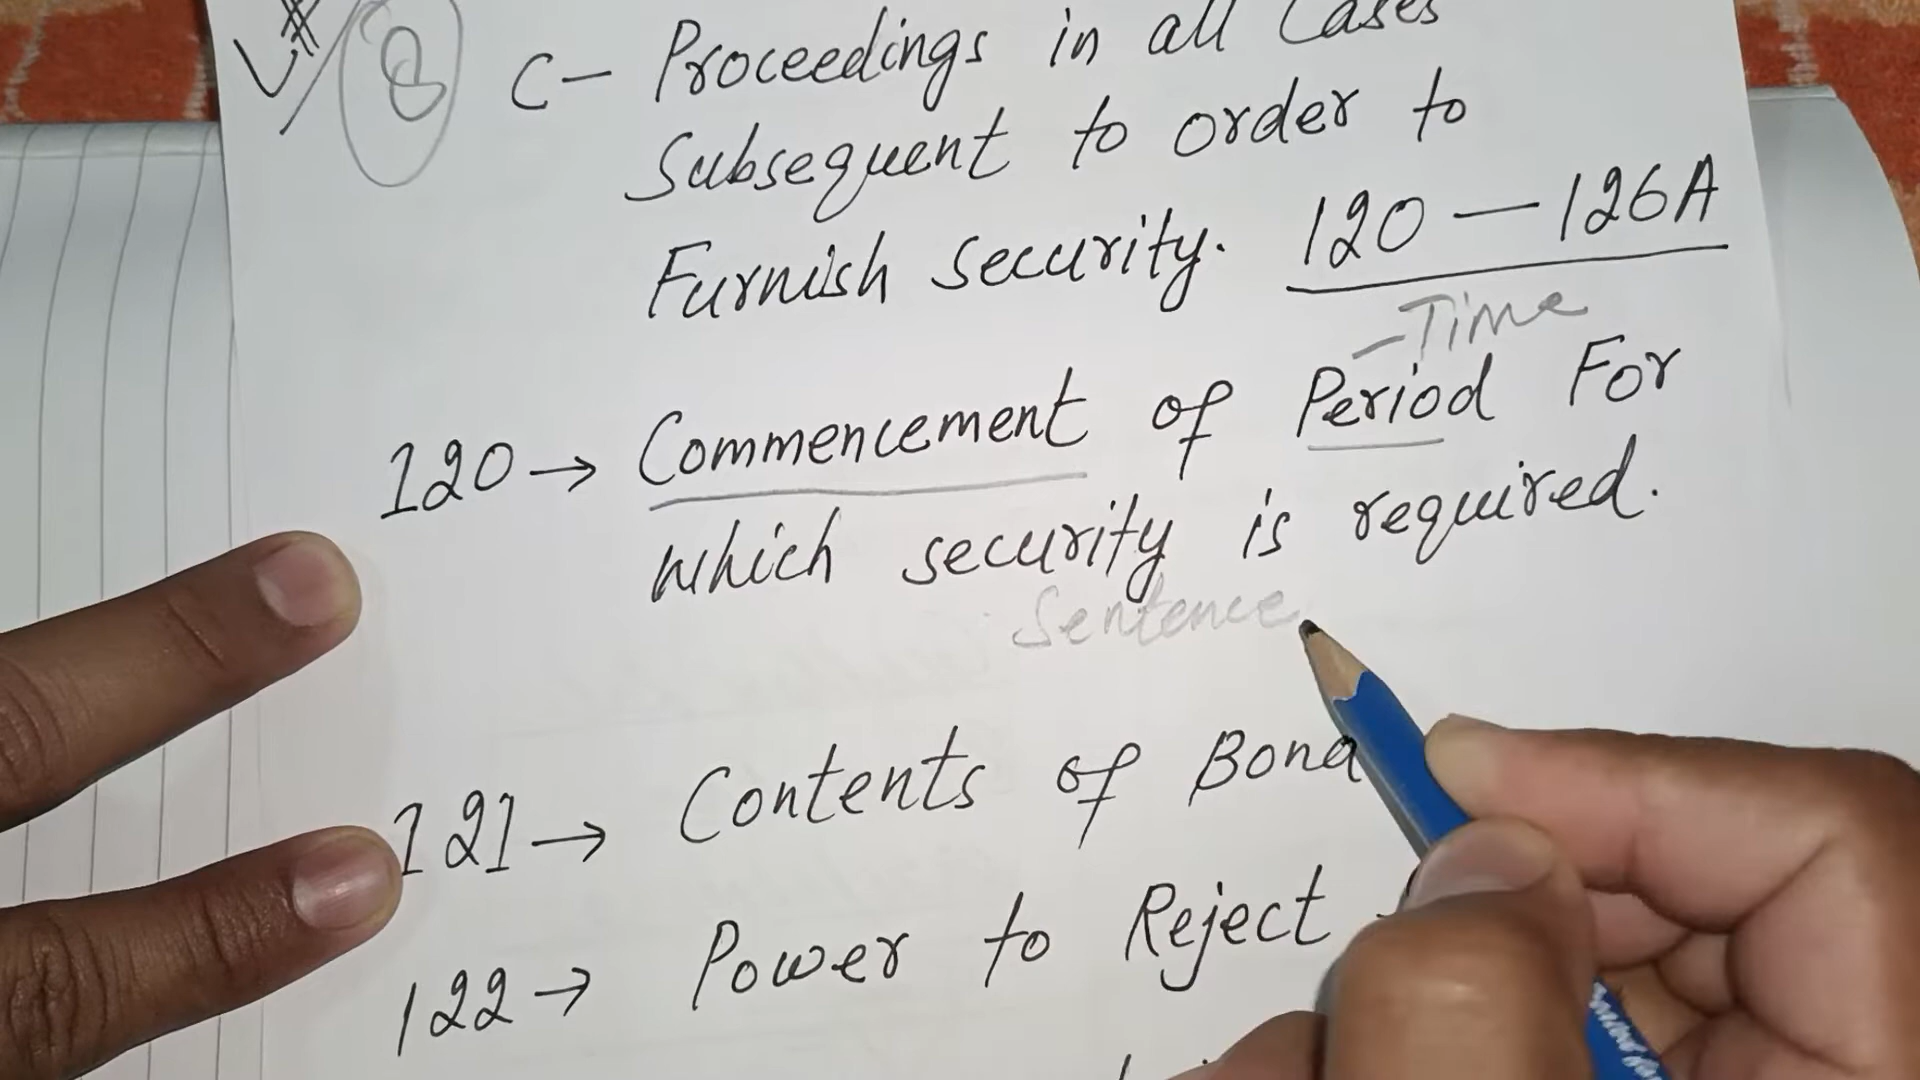 8 C- Proceedings in all Cases
Subsequent to order to
Furnish security. 120 - 126A
- Time
120 → Commencement of Period For
which security is required.
Sentence
121 → Contents of Bond
122 → Power to Reject